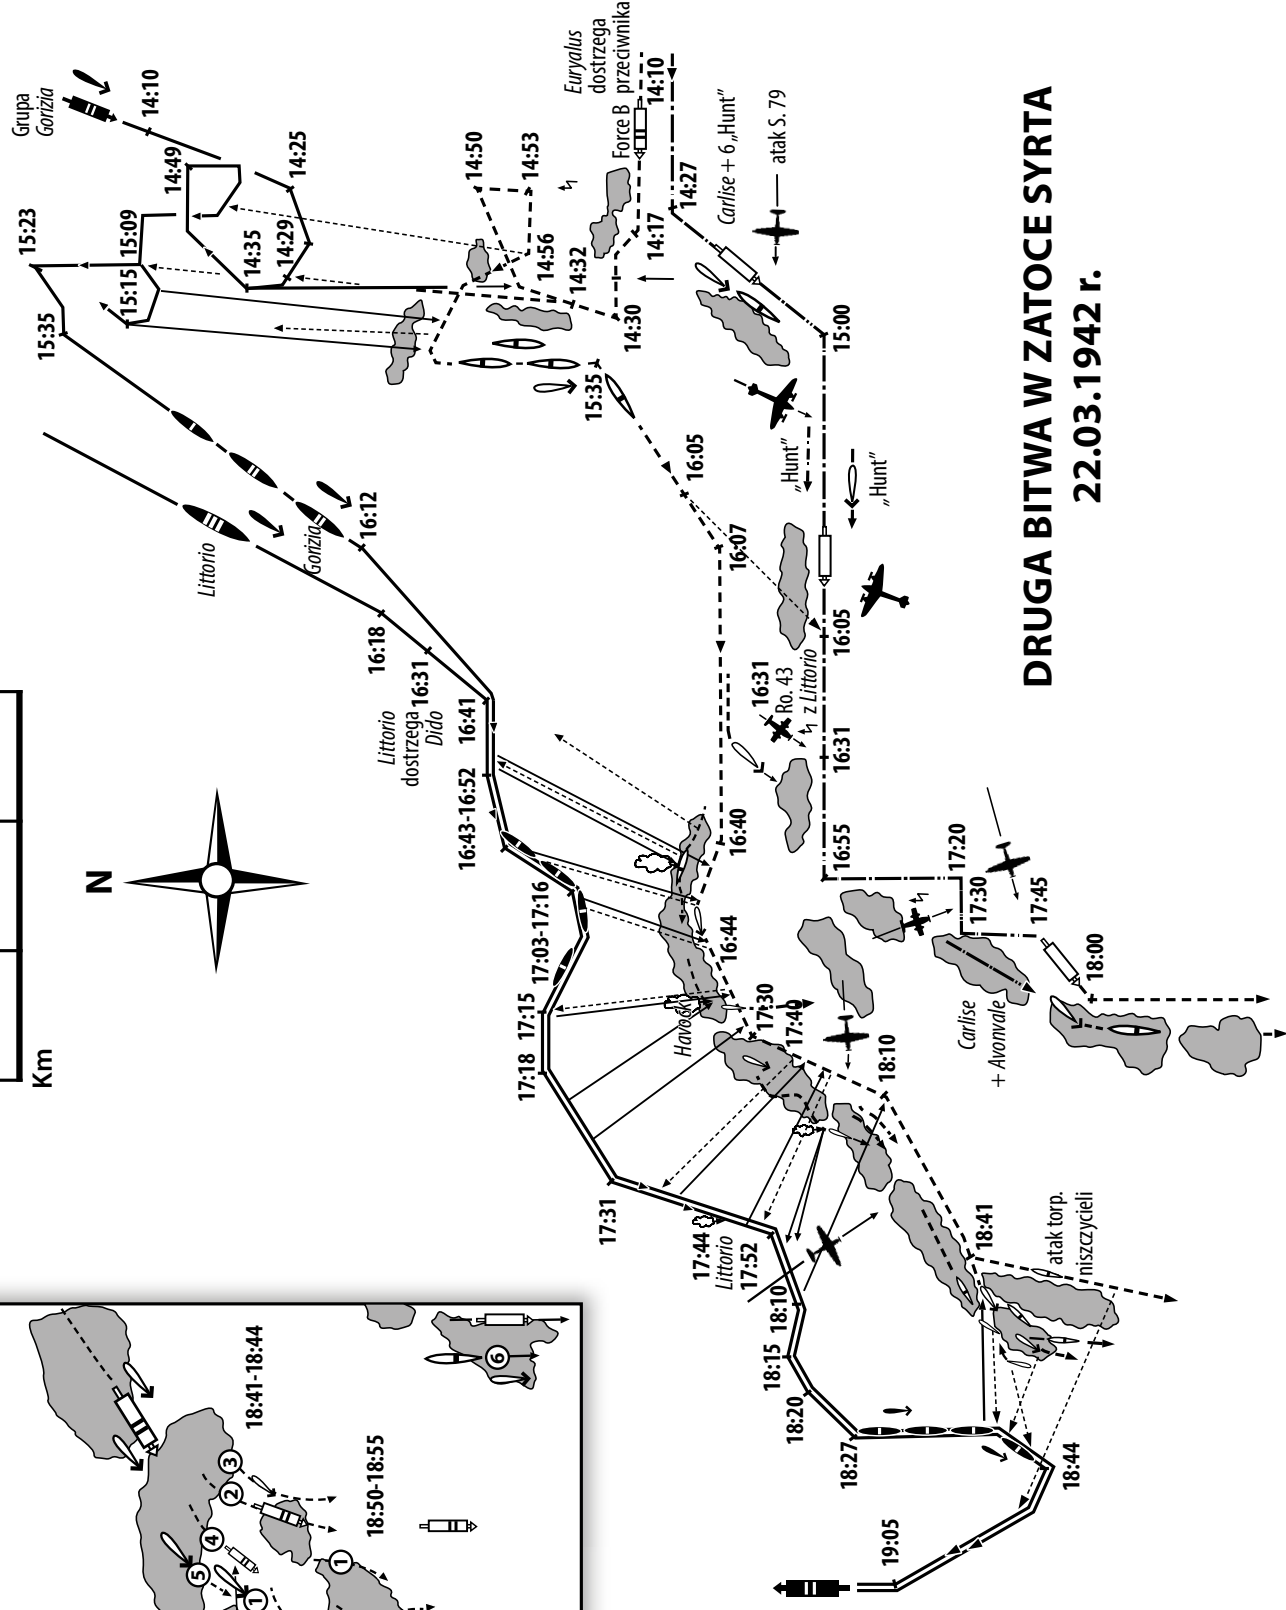 Grupa
Gorizia
14:10
14:49
14:25
15:23
15:09
15:15
14:35
14:29
15:35
14:50
14:53
14:56
14:32
14:30
Euryalus
dostrzega
przeciwnika
Force B
14:10
14:17
14:27
Carlise + 6 „Hunt”
atak S. 79
15:00
15:35
16:05
16:07
„Hunt”
„Hunt”
16:05
16:31
Ro. 43
z Littorio
16:31
16:55
17:20
17:30
17:45
18:00
Carlise
+ Avonvale
Littorio
Gorizia
16:12
16:18
16:31
Littorio
dostrzega
Dido
16:41
16:43-16:52
17:03-17:16
17:15
17:18
17:31
17:44
Littorio
17:52
18:10
18:15
18:20
18:27
18:44
19:05
16:40
16:44
Havock
17:30
17:40
18:10
18:41
atak torp.
niszczycieli
N
Km
18:41-18:44
18:50-18:55
1
2
3
4
5
1
6
DRUGA BITWA W ZATOCE SYRTA
22.03.1942 r.